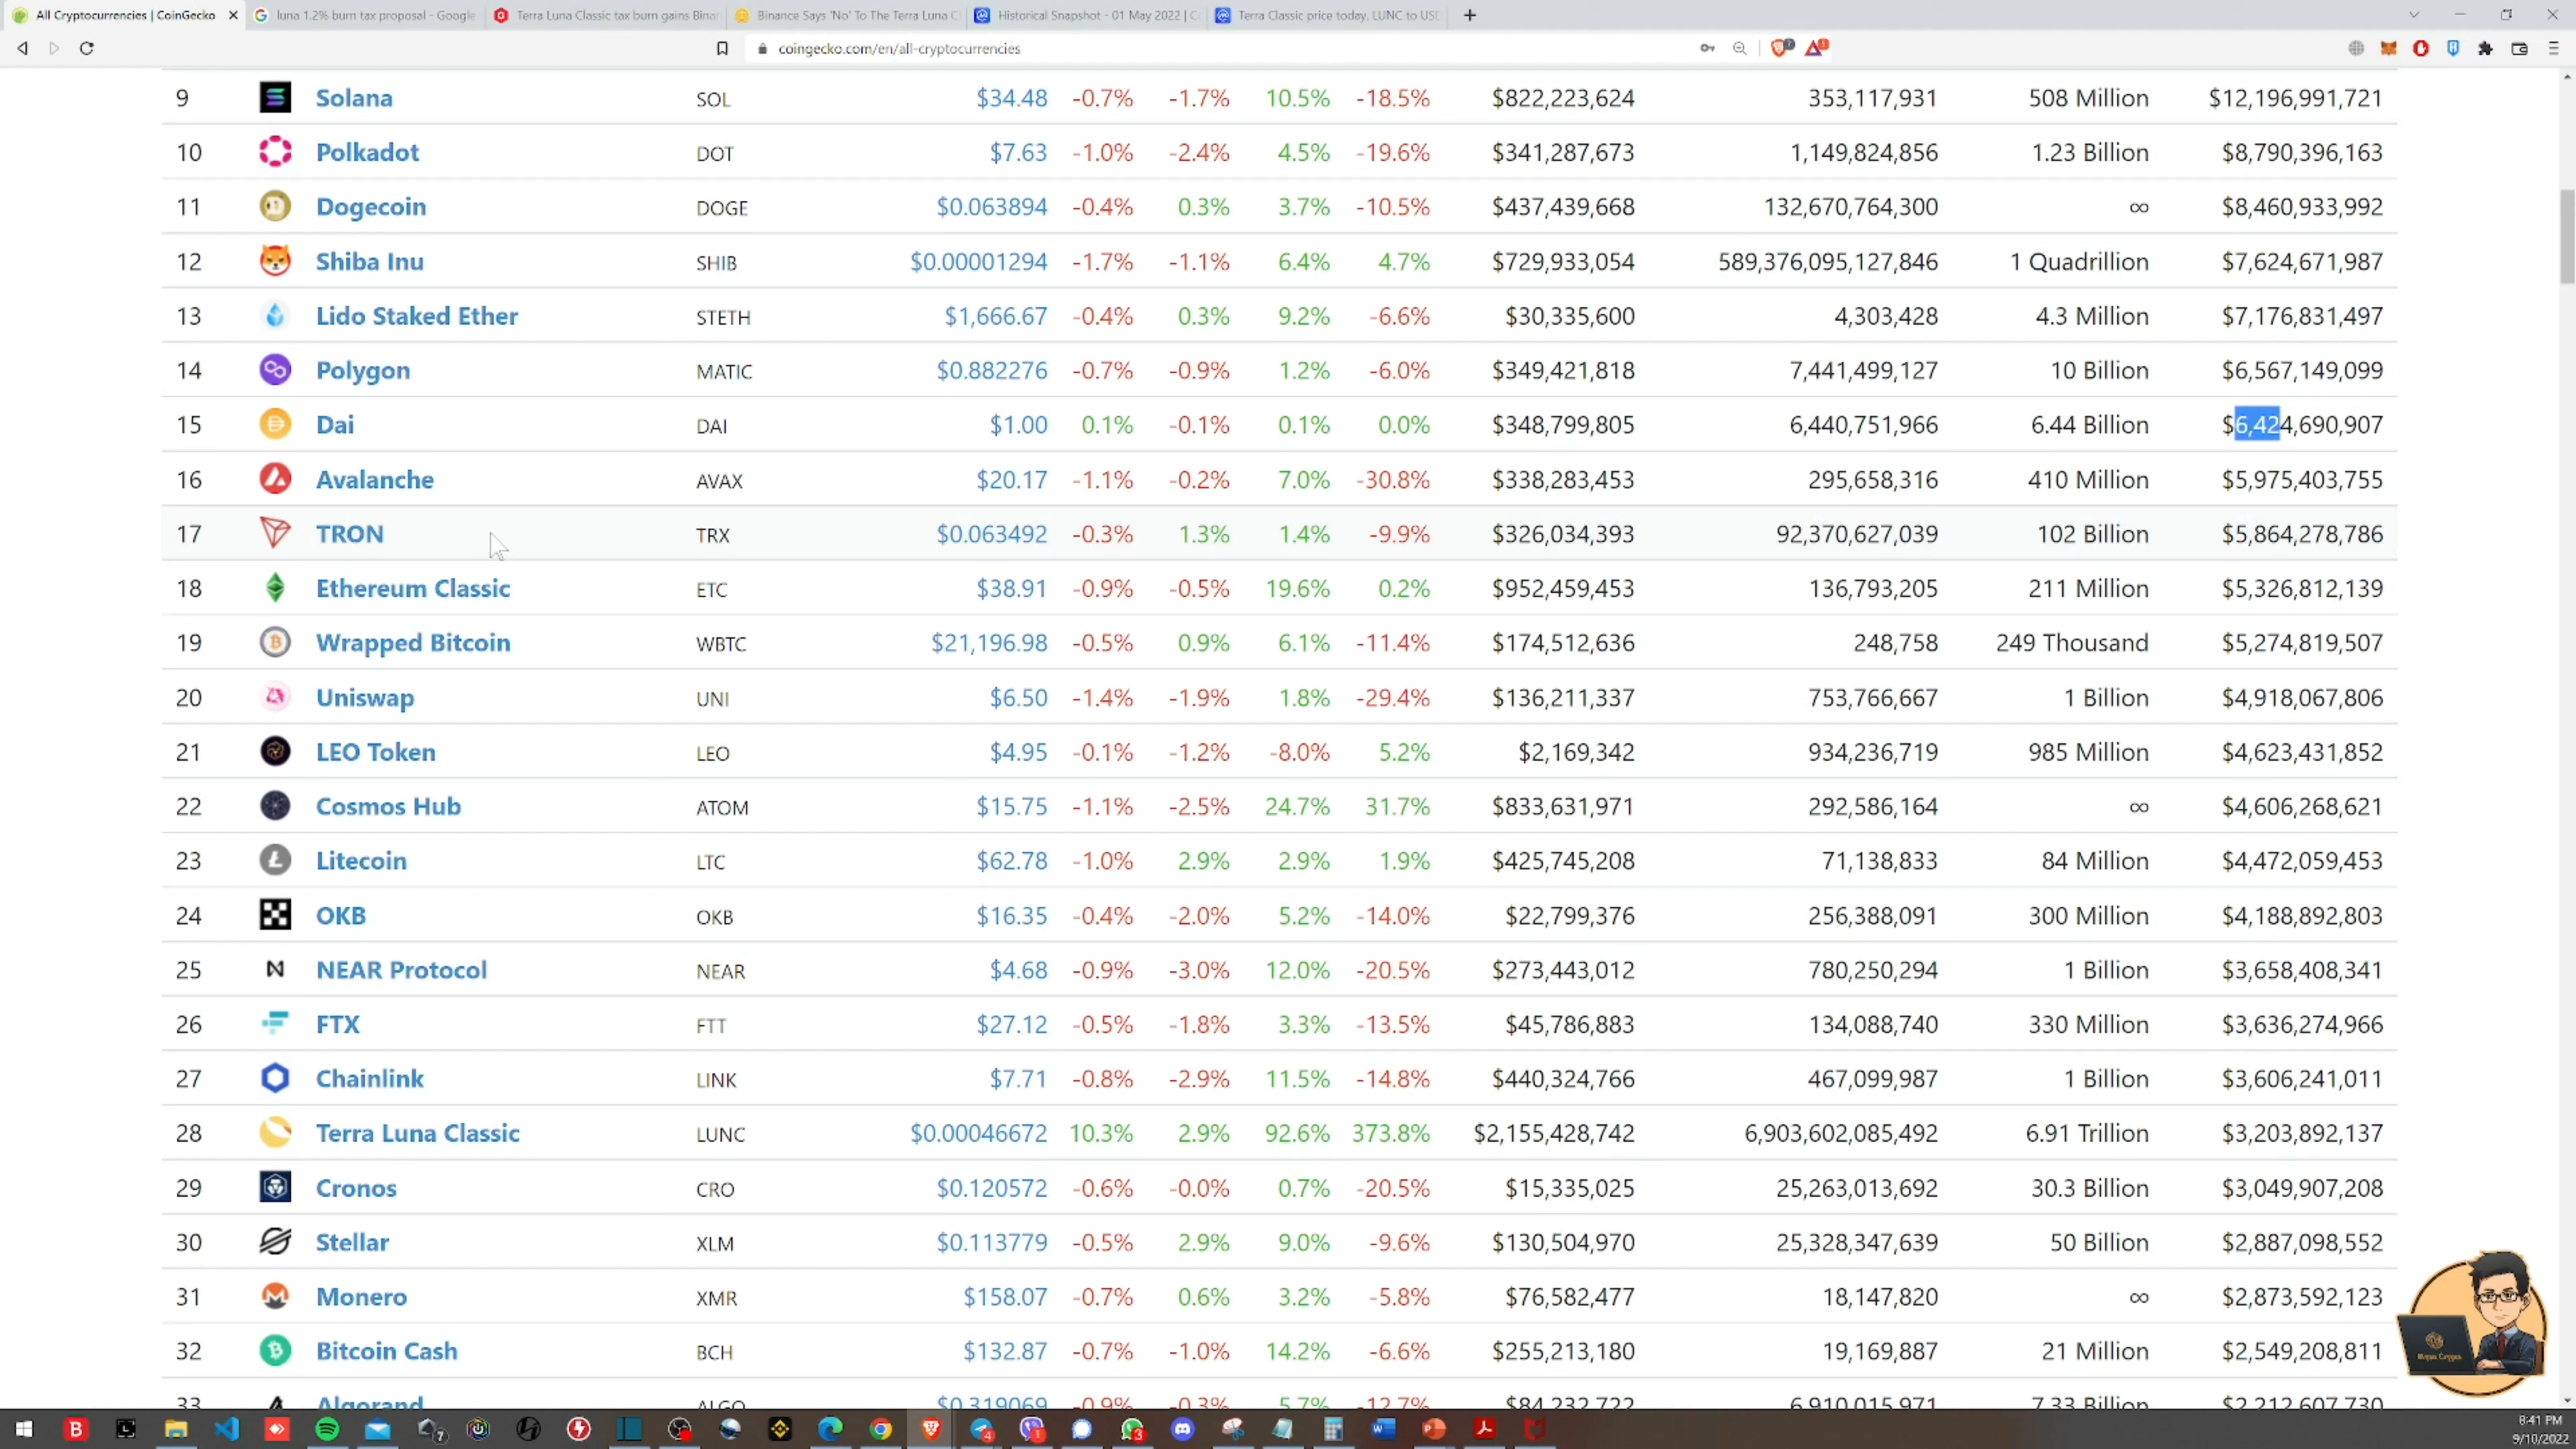 All Cryptocurrencies | CoinGecko
luna 1.2% burn tax proposal - Google
Terra Luna Classic tax burn gains Binan
Binance Says 'No' To The Terra Luna C
Historical Snapshot - 01 May 2022 | C
Terra Classic price today, LUNC to USD
coingecko.com/en/all-cryptocurrencies
9 Solana SOL $34.48 -0.7% -1.7% 10.5% -18.5% $822,223,624 353,117,931 508 Million $12,196,991,721
10 Polkadot DOT $7.63 -1.0% -2.4% 4.5% -19.6% $341,287,673 1,149,824,856 1.23 Billion $8,790,396,163
11 Dogecoin DOGE $0.063894 -0.4% 0.3% 3.7% -10.5% $437,439,668 132,670,764,300 ∞ $8,460,933,992
12 Shiba Inu SHIB $0.00001294 -1.7% -1.1% 6.4% 4.7% $729,933,054 589,376,095,127,846 1 Quadrillion $7,624,671,987
13 Lido Staked Ether STETH $1,666.67 -0.4% 0.3% 9.2% -6.6% $30,335,600 4,303,428 4.3 Million $7,176,831,497
14 Polygon MATIC $0.882276 -0.7% -0.9% 1.2% -6.0% $349,421,818 7,441,499,127 10 Billion $6,567,149,099
15 Dai DAI $1.00 0.1% -0.1% 0.1% 0.0% $348,799,805 6,440,751,966 6.44 Billion $6,424,690,907
16 Avalanche AVAX $20.17 -1.1% -0.2% 7.0% -30.8% $338,283,453 295,658,316 410 Million $5,975,403,755
17 TRON TRX $0.063492 -0.3% 1.3% 1.4% -9.9% $326,034,393 92,370,627,039 102 Billion $5,864,278,786
18 Ethereum Classic ETC $38.91 -0.9% -0.5% 19.6% 0.2% $952,459,453 136,793,205 211 Million $5,326,812,139
19 Wrapped Bitcoin WBTC $21,196.98 -0.5% 0.9% 6.1% -11.4% $174,512,636 248,758 249 Thousand $5,274,819,507
20 Uniswap UNI $6.50 -1.4% -1.9% 1.8% -29.4% $136,211,337 753,766,667 1 Billion $4,918,067,806
21 LEO Token LEO $4.95 -0.1% -1.2% -8.0% 5.2% $2,169,342 934,236,719 985 Million $4,623,431,852
22 Cosmos Hub ATOM $15.75 -1.1% -2.5% 24.7% 31.7% $833,631,971 292,586,164 ∞ $4,606,268,621
23 Litecoin LTC $62.78 -1.0% 2.9% 2.9% 1.9% $425,745,208 71,138,833 84 Million $4,472,059,453
24 OKB OKB $16.35 -0.4% -2.0% 5.2% -14.0% $22,799,376 256,388,091 300 Million $4,188,892,803
25 NEAR Protocol NEAR $4.68 -0.9% -3.0% 12.0% -20.5% $273,443,012 780,250,294 1 Billion $3,658,408,341
26 FTX FTT $27.12 -0.5% -1.8% 3.3% -13.5% $45,786,883 134,088,740 330 Million $3,636,274,966
27 Chainlink LINK $7.71 -0.8% -2.9% 11.5% -14.8% $440,324,766 467,099,987 1 Billion $3,606,241,011
28 Terra Luna Classic LUNC $0.00046672 10.3% 2.9% 92.6% 373.8% $2,155,428,742 6,903,602,085,492 6.91 Trillion $3,203,892,137
29 Cronos CRO $0.120572 -0.6% -0.0% 0.7% -20.5% $15,335,025 25,263,013,692 30.3 Billion $3,049,907,208
30 Stellar XLM $0.113779 -0.5% 2.9% 9.0% -9.6% $130,504,970 25,328,347,639 50 Billion $2,887,098,552
31 Monero XMR $158.07 -0.7% 0.6% 3.2% -5.8% $76,582,477 18,147,820 ∞ $2,873,592,123
32 Bitcoin Cash BCH $132.87 -0.7% -1.0% 14.2% -6.6% $255,213,180 19,169,887 21 Million $2,549,208,811
33 Algorand ALGO $0.319069 -0.9% -0.3% 5.7% -12.7% $84,232,722 6,910,015,971 7.33 Billion $2,212,607,730
8:41 PM
9/10/2022